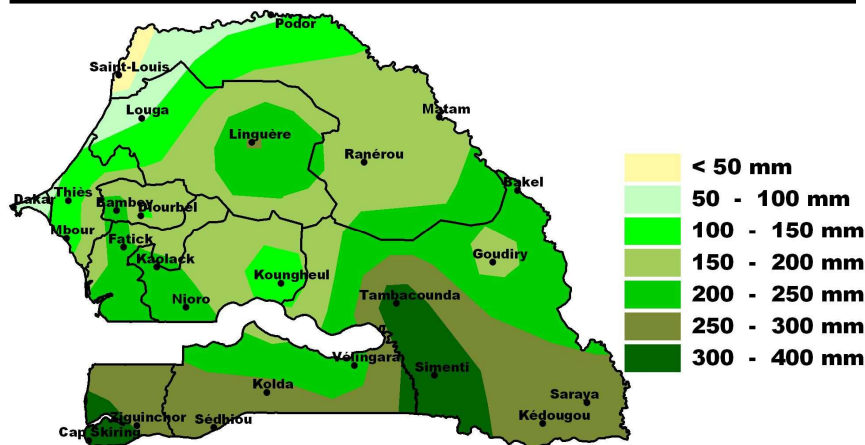 Podor
Saint-Louis
Louga
Matam
Linguère
Ranérou
Bakel
Dakar
Thiès
Bambey
Diourbel
Mbour
Fatick
Kaolack
Goudiry
Koungheul
Nioro
Tambacounda
Vélingara
Simenti
Kolda
Saraya
Kédougou
Ziguinchor
Sédhiou
Cap Skiring
< 50 mm
50 - 100 mm
100 - 150 mm
150 - 200 mm
200 - 250 mm
250 - 300 mm
300 - 400 mm